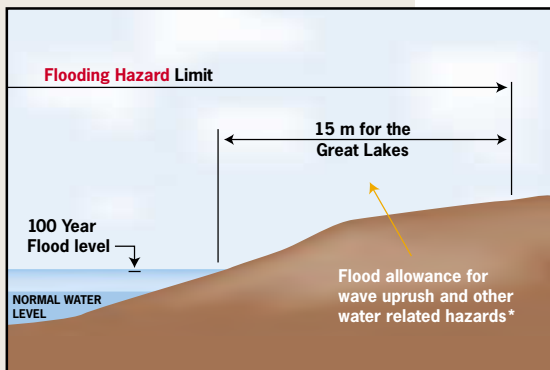 Flooding Hazard Limit
15 m for the
Great Lakes
100 Year
Flood level
NORMAL WATER
LEVEL
Flood allowance for
wave uprush and other
water related hazards*